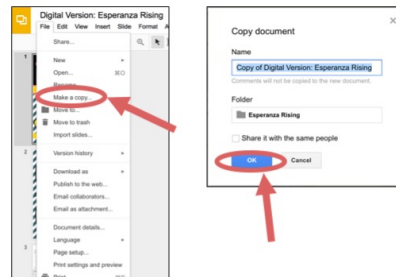 Digital Version: Esperanza Rising
File Edit View Insert Slide Format
Share...
New
Open... ⌘O
Make a copy...
Move to...
Move to trash
Import slides...
Version history
Download as
Publish to the web...
Email collaborators...
Email as attachment...
Document details...
Language
Page setup...
Print settings and preview
1
2
3
Copy document
Name
Copy of Digital Version: Esperanza Rising
Comments will not be copied to the new document.
Folder
Esperanza Rising
Share it with the same people
OK Cancel